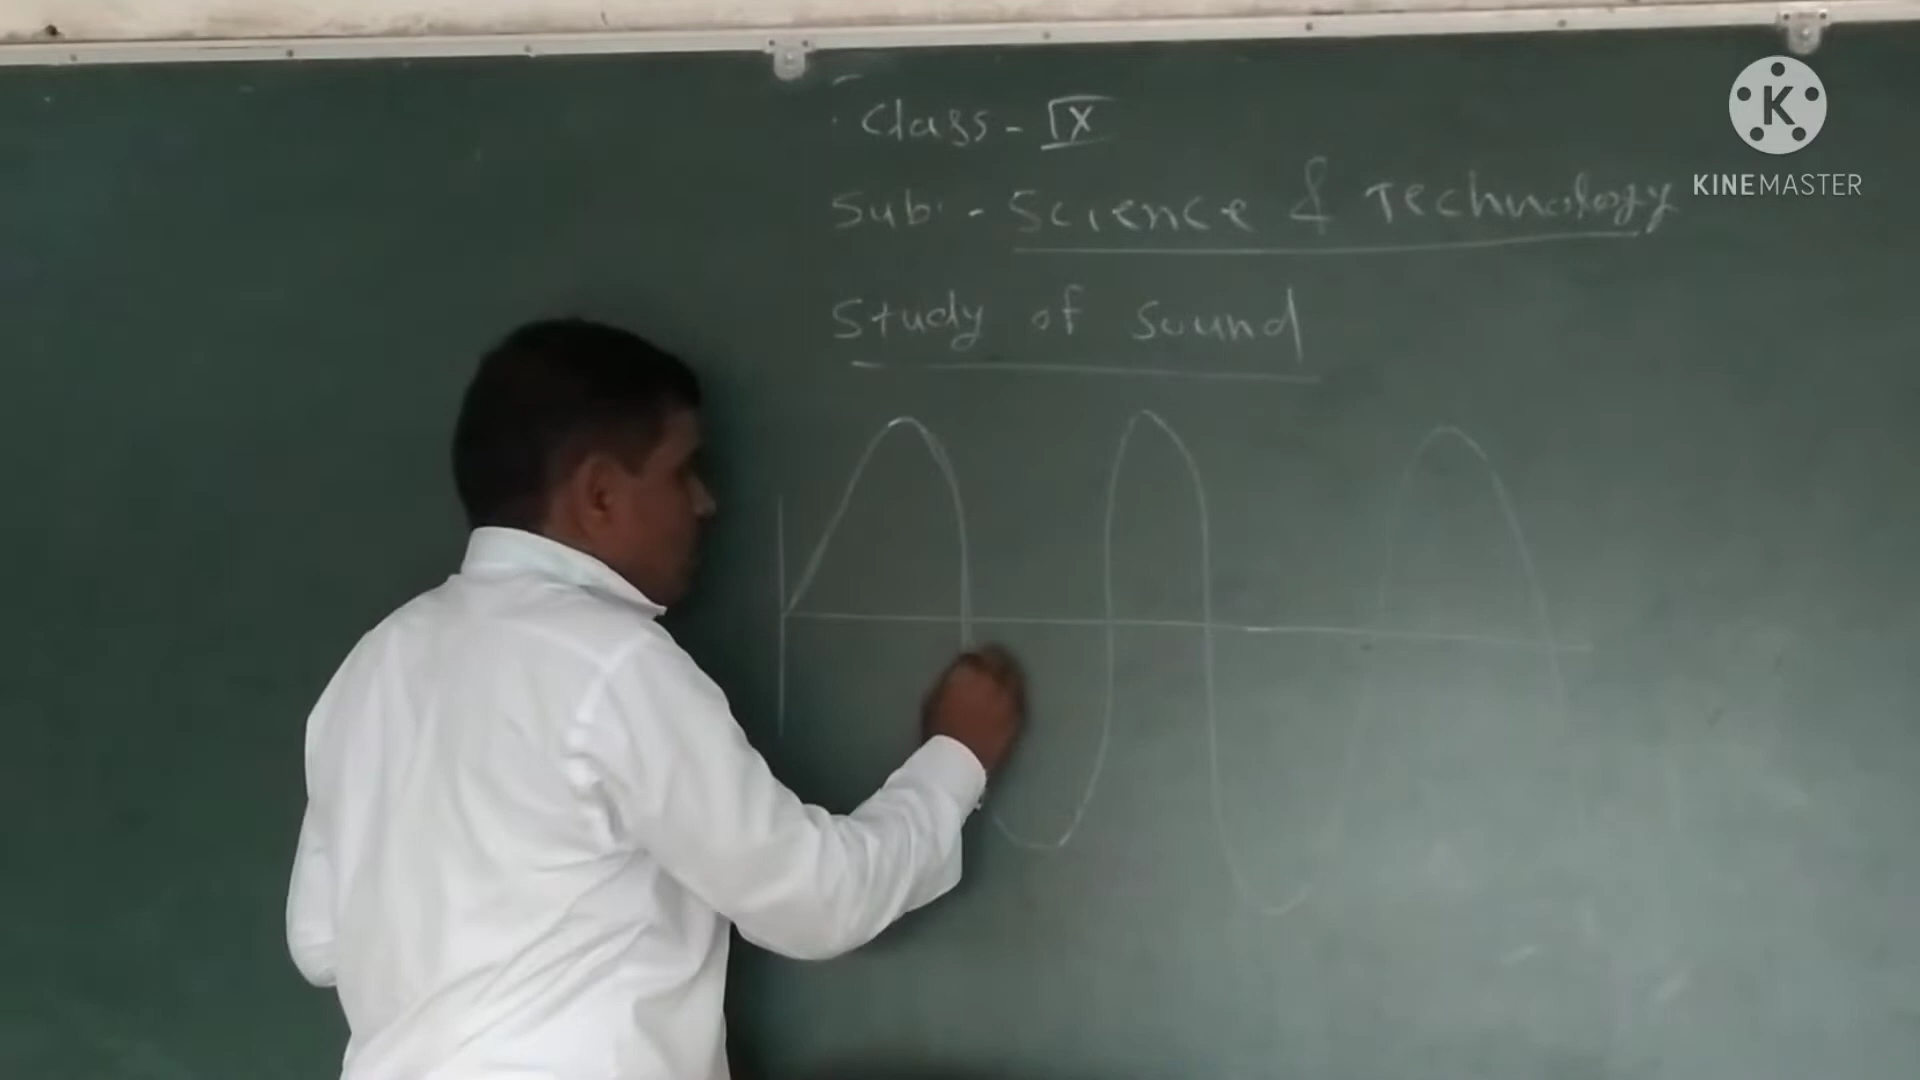 Class - IX
Sub. - Science & Technology
Study of Sound
K
KINEMASTER